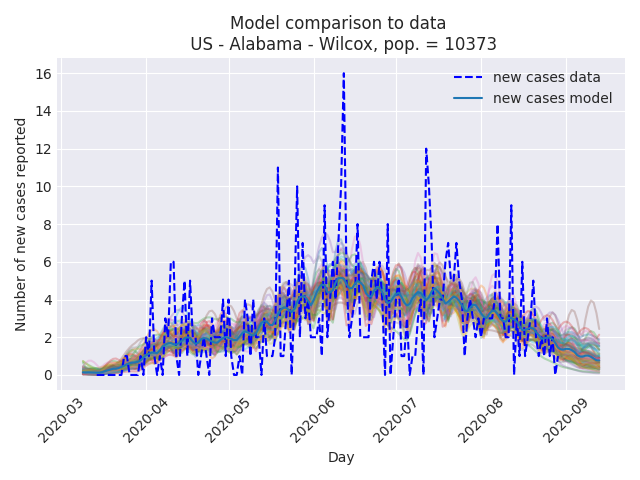 Model comparison to data
US - Alabama - Wilcox, pop. = 10373
new cases data
new cases model
Number of new cases reported
16
14
12
10
8
6
4
2
0
2020-03
2020-04
2020-05
2020-06
2020-07
2020-08
2020-09
Day